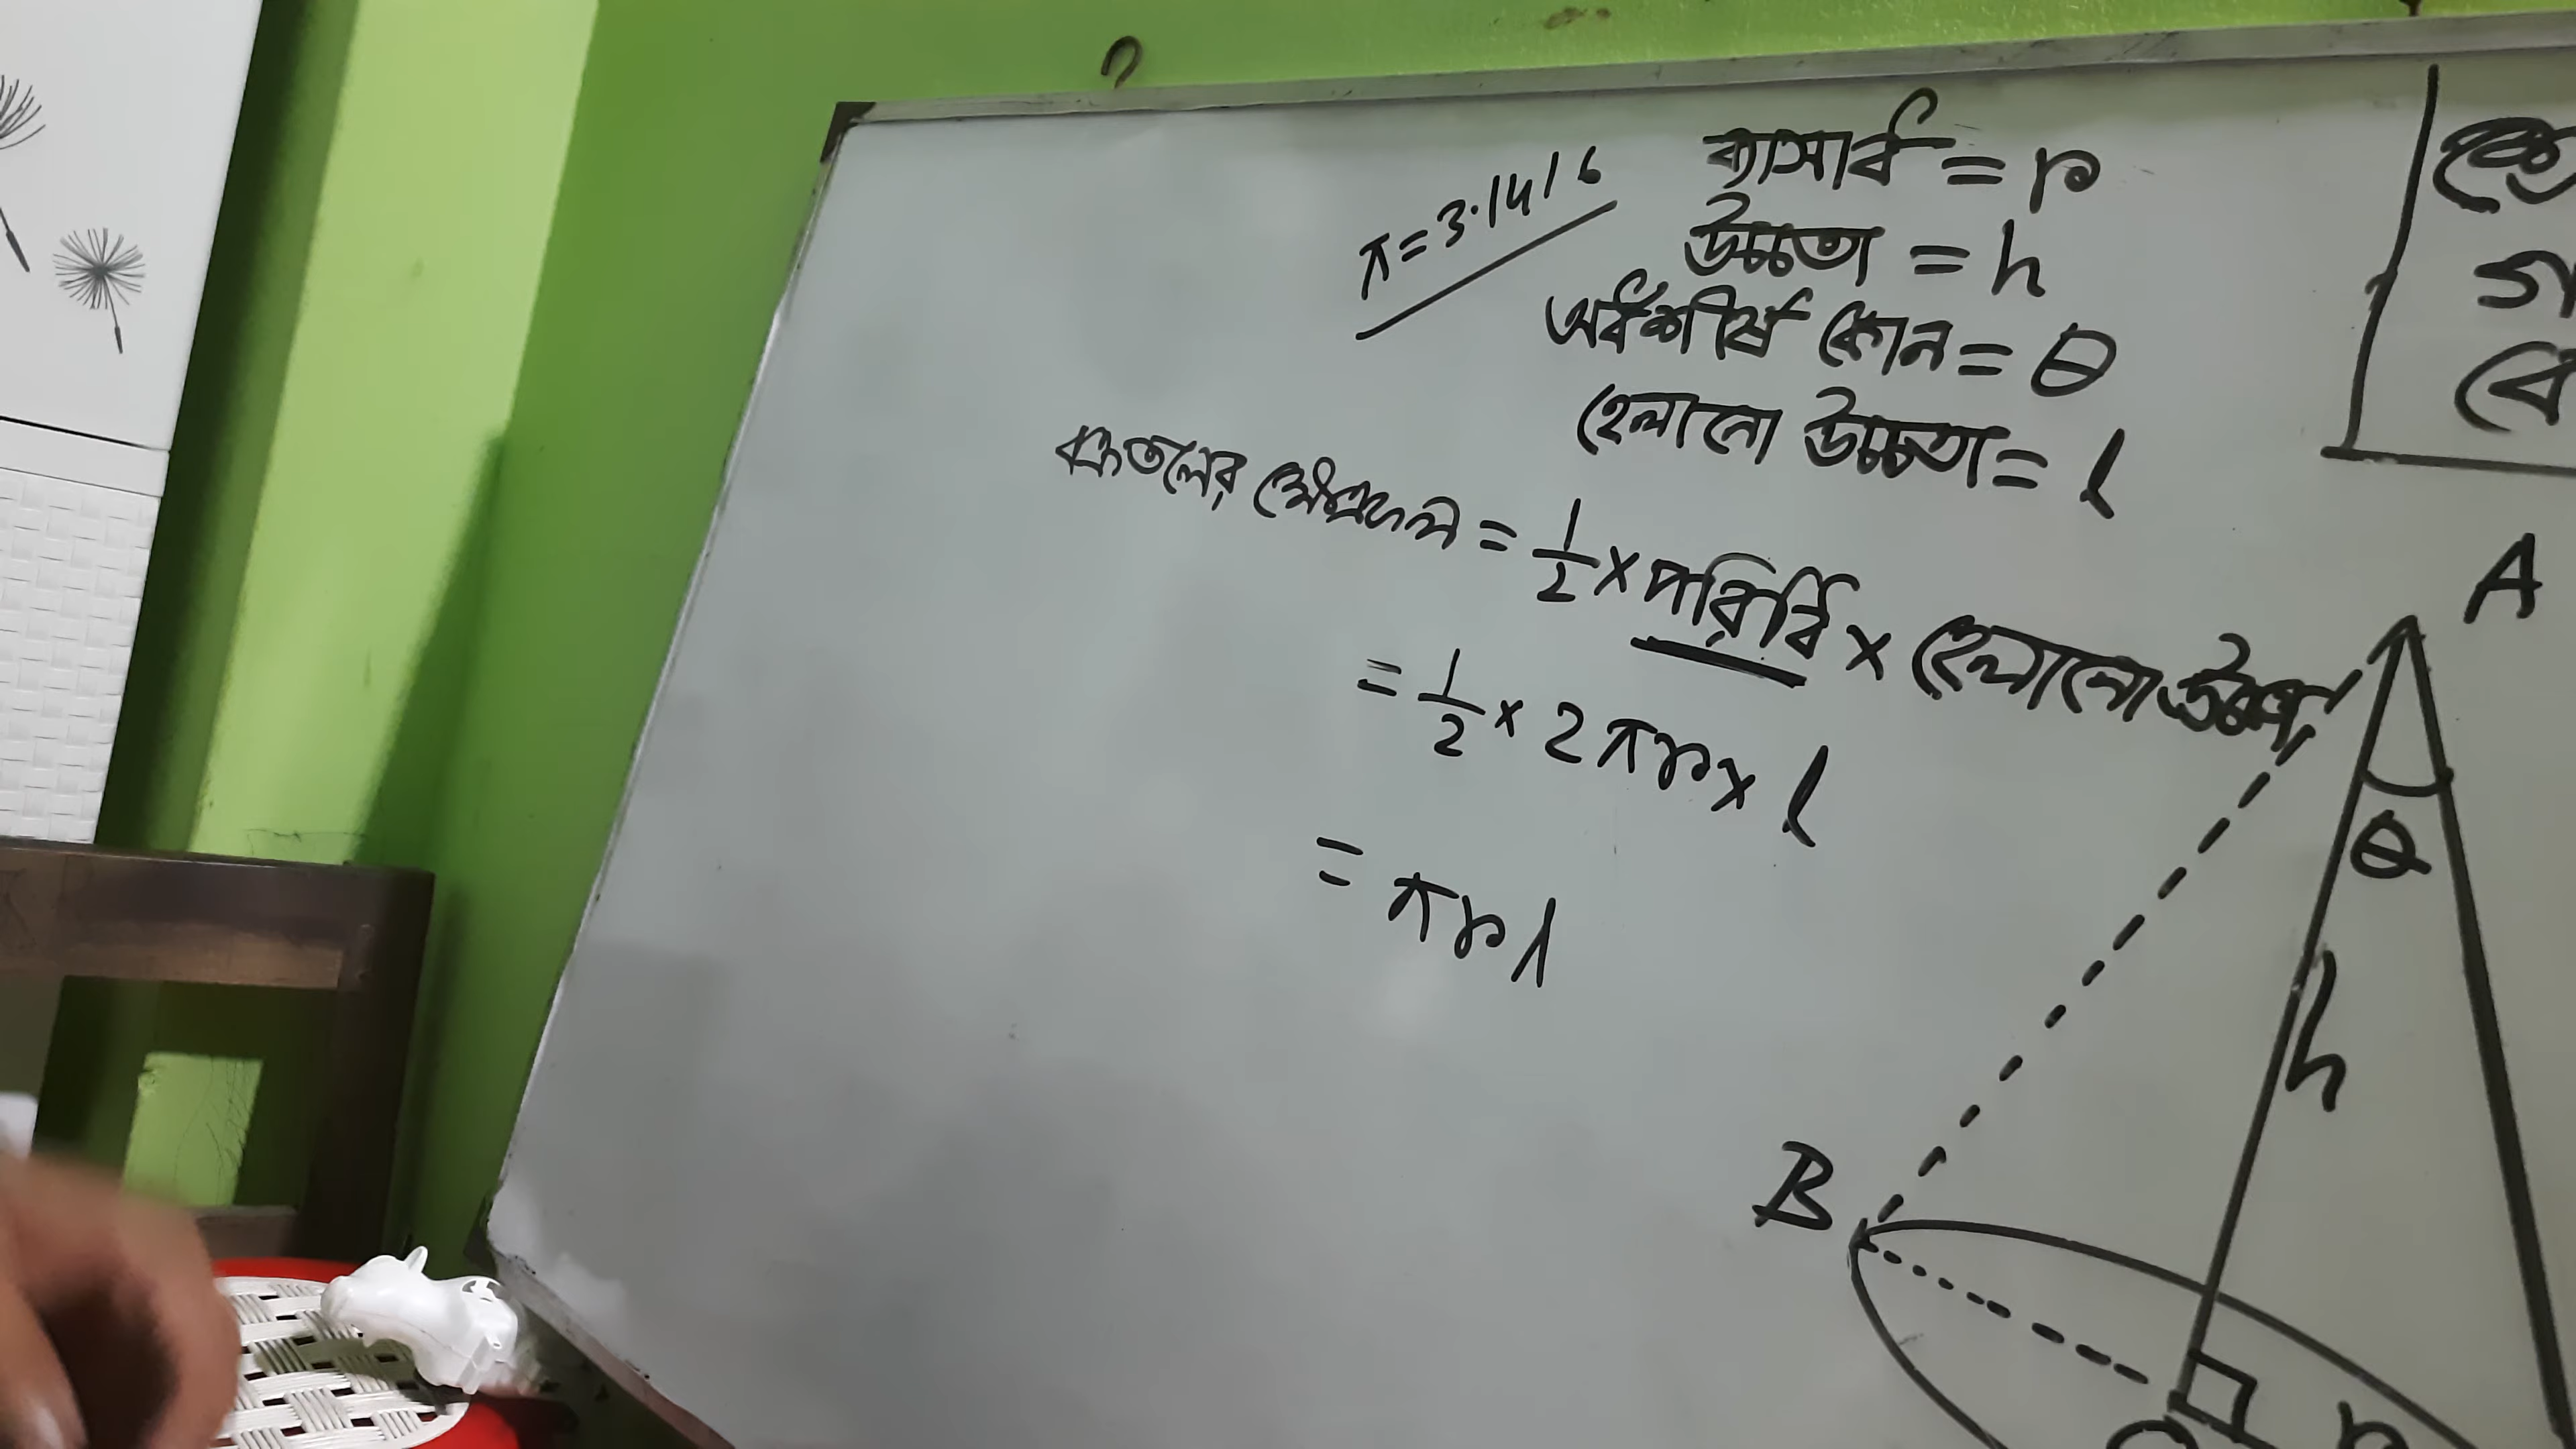 ব্যাসার্ধ = r
π = 3.1416
উচ্চতা = h
অর্ধশীর্ষ কোন = θ
হেলানো উচ্চতা = l
বক্রতলের ক্ষেত্রফল = 1/2 × পরিধি × হেলানো উচ্চতা
= 1/2 × 2πr × l
= πrl
A
θ
h
B
r